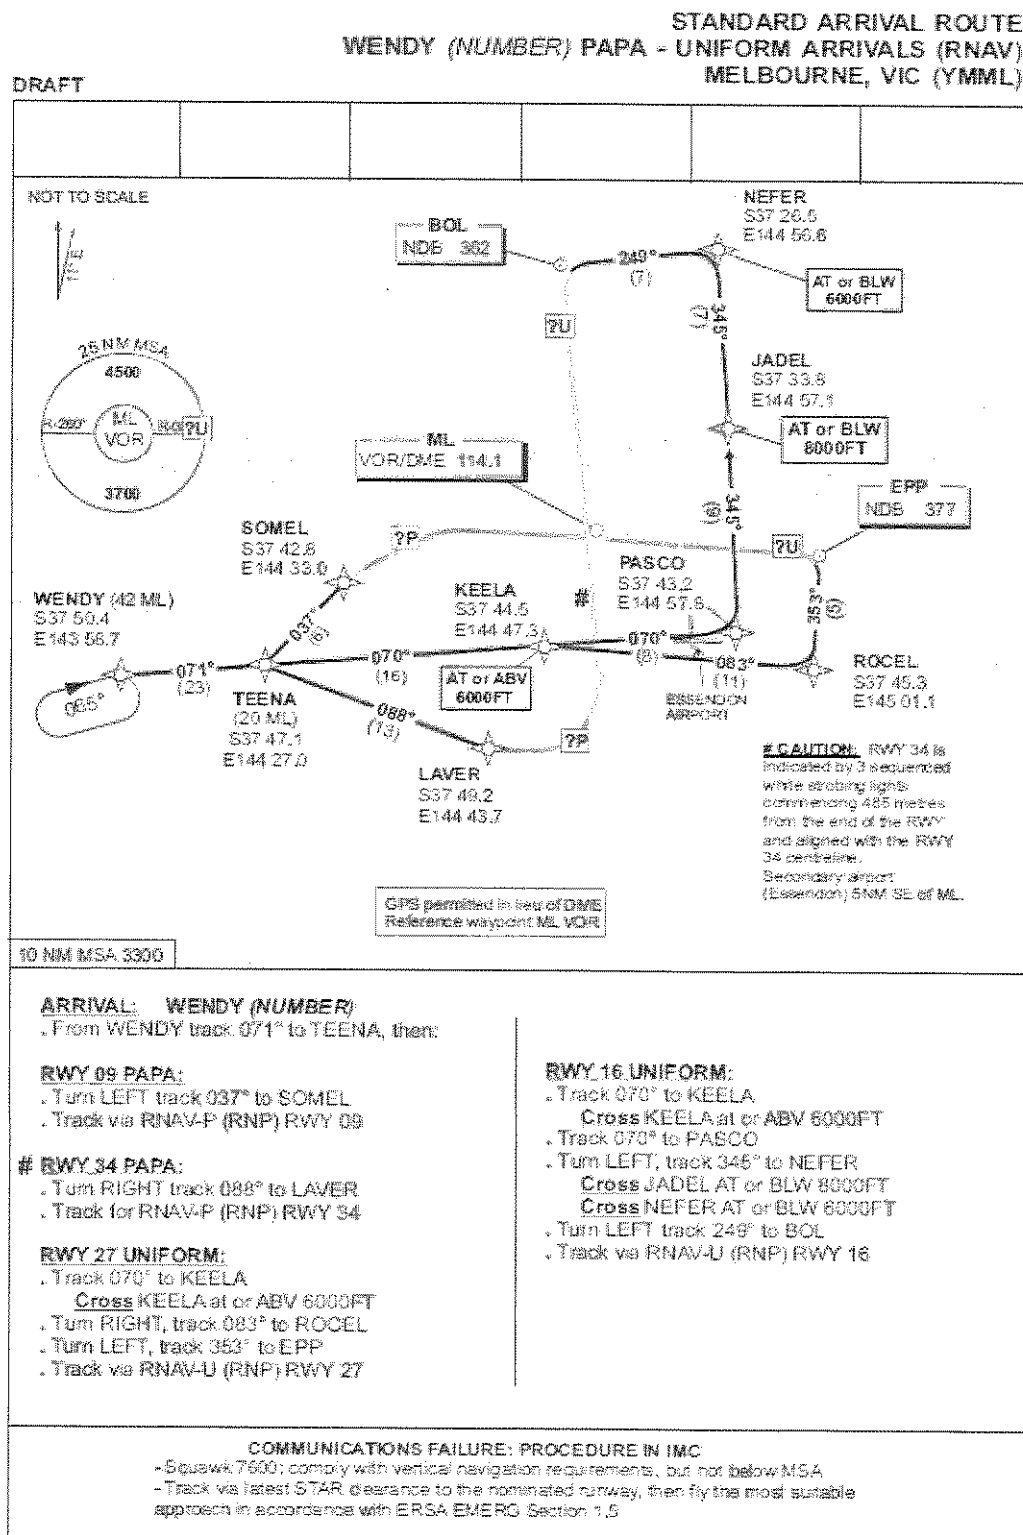 STANDARD ARRIVAL ROUTE
WENDY (NUMBER) PAPA - UNIFORM ARRIVALS (RNAV)
MELBOURNE, VIC (YMML)
DRAFT
NOT TO SCALE
11°E
25 NM MSA
4500
ML
VOR
R-260°
?U
3700
BOL
NDB 362
NEFER
S37 26.5
E144 56.8
AT or BLW
6000FT
249°
(7)
?U
345°
(7)
JADEL
S37 33.8
E144 57.1
AT or BLW
8000FT
ML
VOR/DME 114.1
EPP
NDB 377
345°
(9)
SOMEL
S37 42.8
E144 33.0
?P
?U
PASCO
S37 43.2
E144 57.8
KEELA
S37 44.5
E144 47.3
#
WENDY (42 ML)
S37 50.4
E143 58.7
037°
(6)
353°
(5)
085°
071°
(23)
070°
(16)
070°
(8)
083°
(11)
AT or ABV
6000FT
ROCEL
S37 45.3
E145 01.1
ESSENDON
AIRPORT
TEENA
(20 ML)
S37 47.1
E144 27.0
088°
(13)
?P
LAVER
S37 49.2
E144 43.7
# CAUTION: RWY 34 is
indicated by 3 sequenced
white strobing lights
commencing 485 metres
from the end of the RWY
and aligned with the RWY
34 centreline.
Secondary airport
(Essendon) 5NM SE of ML.
GPS permitted in lieu of DME
Reference waypoint ML VOR
10 NM MSA 3300
ARRIVAL: WENDY (NUMBER)
. From WENDY track 071° to TEENA, then:
RWY 09 PAPA:
. Turn LEFT track 037° to SOMEL
. Track via RNAV-P (RNP) RWY 09
# RWY 34 PAPA:
. Turn RIGHT track 088° to LAVER
. Track for RNAV-P (RNP) RWY 34
RWY 27 UNIFORM:
. Track 070° to KEELA
Cross KEELA at or ABV 6000FT
. Turn RIGHT, track 083° to ROCEL
. Turn LEFT, track 353° to EPP
. Track via RNAV-U (RNP) RWY 27
RWY 16 UNIFORM:
. Track 070° to KEELA
Cross KEELA at or ABV 6000FT
. Track 070° to PASCO
. Turn LEFT, track 345° to NEFER
Cross JADEL AT or BLW 8000FT
Cross NEFER AT or BLW 6000FT
. Turn LEFT track 249° to BOL
. Track via RNAV-U (RNP) RWY 16
COMMUNICATIONS FAILURE: PROCEDURE IN IMC
-Squawk 7600; comply with vertical navigation requirements, but not below MSA
-Track via latest STAR clearance to the nominated runway, then fly the most suitable
approach in accordance with ERSA EMERG Section 1.5